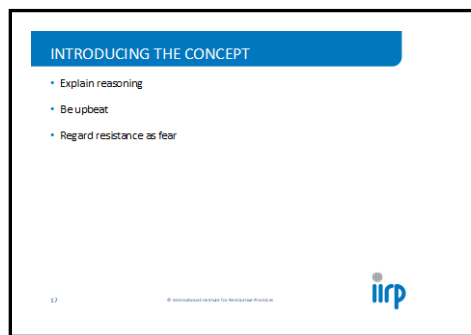 INTRODUCING THE CONCEPT
• Explain reasoning
• Be upbeat
• Regard resistance as fear
17
© International Institute for Restorative Practices
iirp